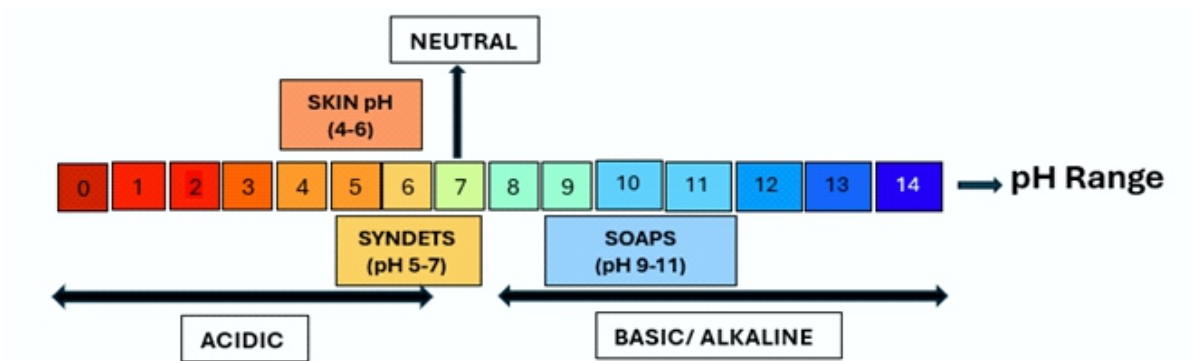 NEUTRAL
SKIN pH
(4-6)
0 1 2 3 4 5 6 7 8 9 10 11 12 13 14 pH Range
SYNDETS
(pH 5-7)
SOAPS
(pH 9-11)
ACIDIC
BASIC/ ALKALINE